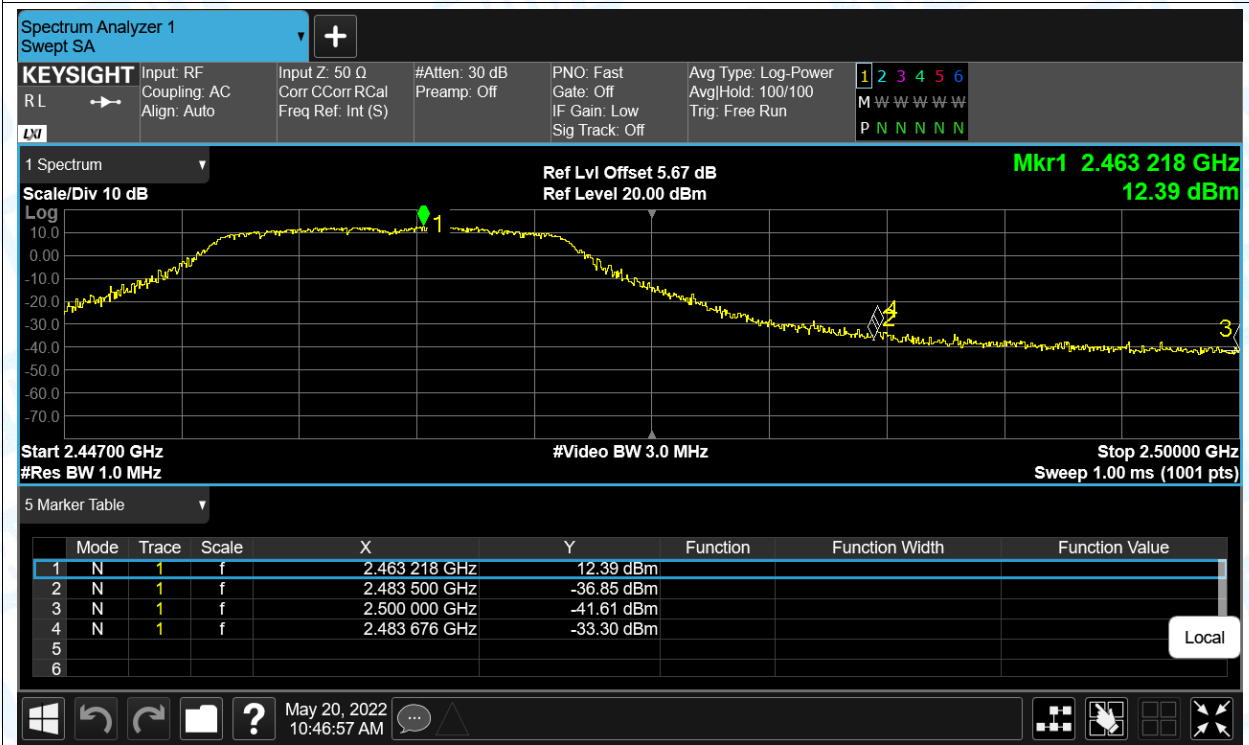 Spectrum Analyzer 1
Swept SA
KEYSIGHT Input: RF Input Z: 50 Ω #Atten: 30 dB PNO: Fast Avg Type: Log-Power 1 2 3 4 5 6
R L Coupling: AC Corr CCorr RCal Preamp: Off Gate: Off Avg|Hold: 100/100 M W W W W W W
Align: Auto Freq Ref: Int (S) IF Gain: Low Trig: Free Run
LXI Sig Track: Off P N N N N N
1 Spectrum
Ref Lvl Offset 5.67 dB Mkr1 2.463 218 GHz
Scale/Div 10 dB Ref Level 20.00 dBm 12.39 dBm
Log
10.0
0.00
-10.0
-20.0
-30.0
-40.0
-50.0
-60.0
-70.0
1
4
2
3
Start 2.44700 GHz #Video BW 3.0 MHz Stop 2.50000 GHz
#Res BW 1.0 MHz Sweep 1.00 ms (1001 pts)
5 Marker Table
Mode Trace Scale X Y Function Function Width Function Value
1 N 1 f 2.463 218 GHz 12.39 dBm
2 N 1 f 2.483 500 GHz -36.85 dBm
3 N 1 f 2.500 000 GHz -41.61 dBm
4 N 1 f 2.483 676 GHz -33.30 dBm
5
6
Local
? May 20, 2022
10:46:57 AM